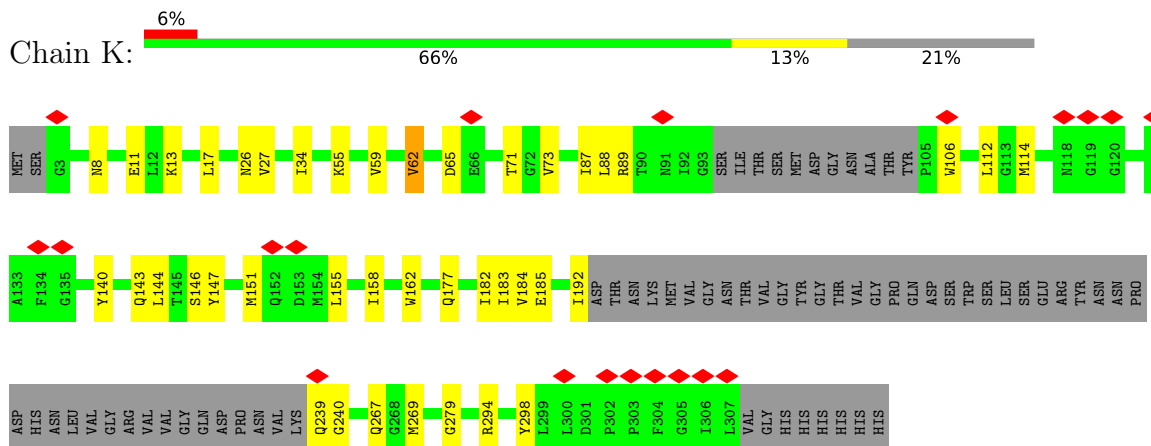 6%
Chain K:
66% 13% 21%
MET SER G3 N8 E11 L12 K13 L17 N26 V27 I34 K55 V59 V62 D65 E66 T71 G72 V73 I87 L88 R89 T90 N91 I92 G93 SER ILE THR SER MET ASP GLY ASN ALA THR TYR P105 W106 L112 G113 M114 N118 G119 G120
A133 F134 G135 Y140 Q143 L144 T145 S146 Y147 M151 Q152 D153 M154 L155 I158 W162 Q177 I182 I183 V184 E185 I192 ASP THR ASN LYS MET VAL GLY ASN THR VAL GLY TYR GLY THR VAL GLY PRO GLN ASP SER TRP SER LEU SER GLU ARG TYR ASN ASN PRO
ASP HIS ASN LEU VAL GLY ARG VAL VAL GLY GLN ASP PRO ASN VAL LYS Q239 G240 Q267 G268 M269 G279 R294 Y298 L299 L300 D301 P302 P303 F304 G305 I306 L307 VAL GLY HIS HIS HIS HIS HIS HIS